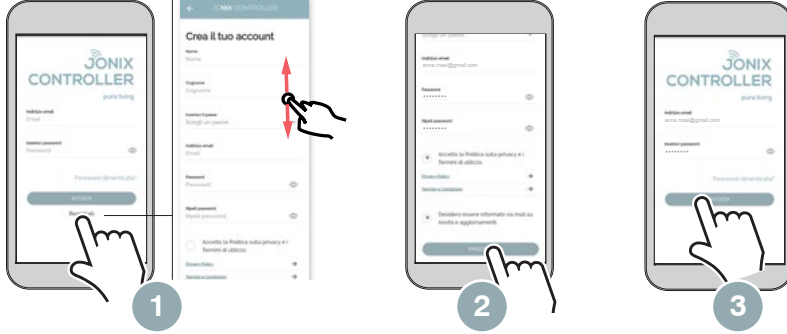 JONIX
CONTROLLER
pure living
Indirizzo email
Email
Inserisci password
Password
Password dimenticata?
ACCEDI
1
JONIX CONTROLLER
Crea il tuo account
Nome
Nome
Cognome
Cognome
Inserisci il paese
Scegli un paese
Indirizzo email
Email
Password
Password
Ripeti password
Ripeti password
Accetto la Politica sulla privacy e i
Termini di utilizzo.
Privacy Policy
Termini e Condizioni
Scegli un paese
Indirizzo email
anna.rossi@gmail.com
Password
Ripeti password
Accetto la Politica sulla privacy e i
Termini di utilizzo.
Privacy Policy
Termini e Condizioni
Desidero essere informato via mail su
novità e aggiornamenti.
2
JONIX
CONTROLLER
pure living
Indirizzo email
anna.rossi@gmail.com
Inserisci password
Password dimenticata?
3